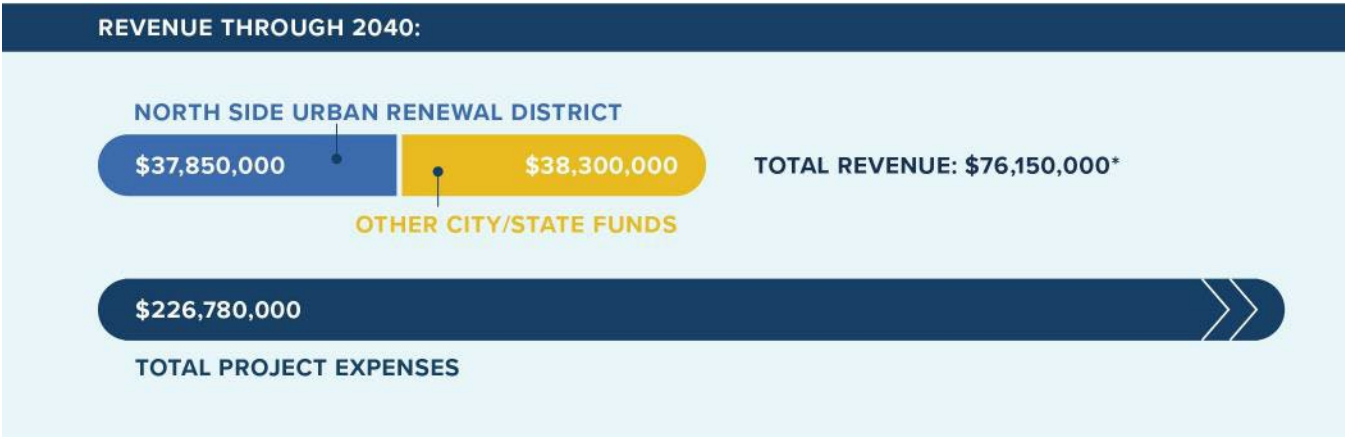 REVENUE THROUGH 2040:
NORTH SIDE URBAN RENEWAL DISTRICT
$37,850,000
$38,300,000
TOTAL REVENUE: $76,150,000*
OTHER CITY/STATE FUNDS
$226,780,000
TOTAL PROJECT EXPENSES